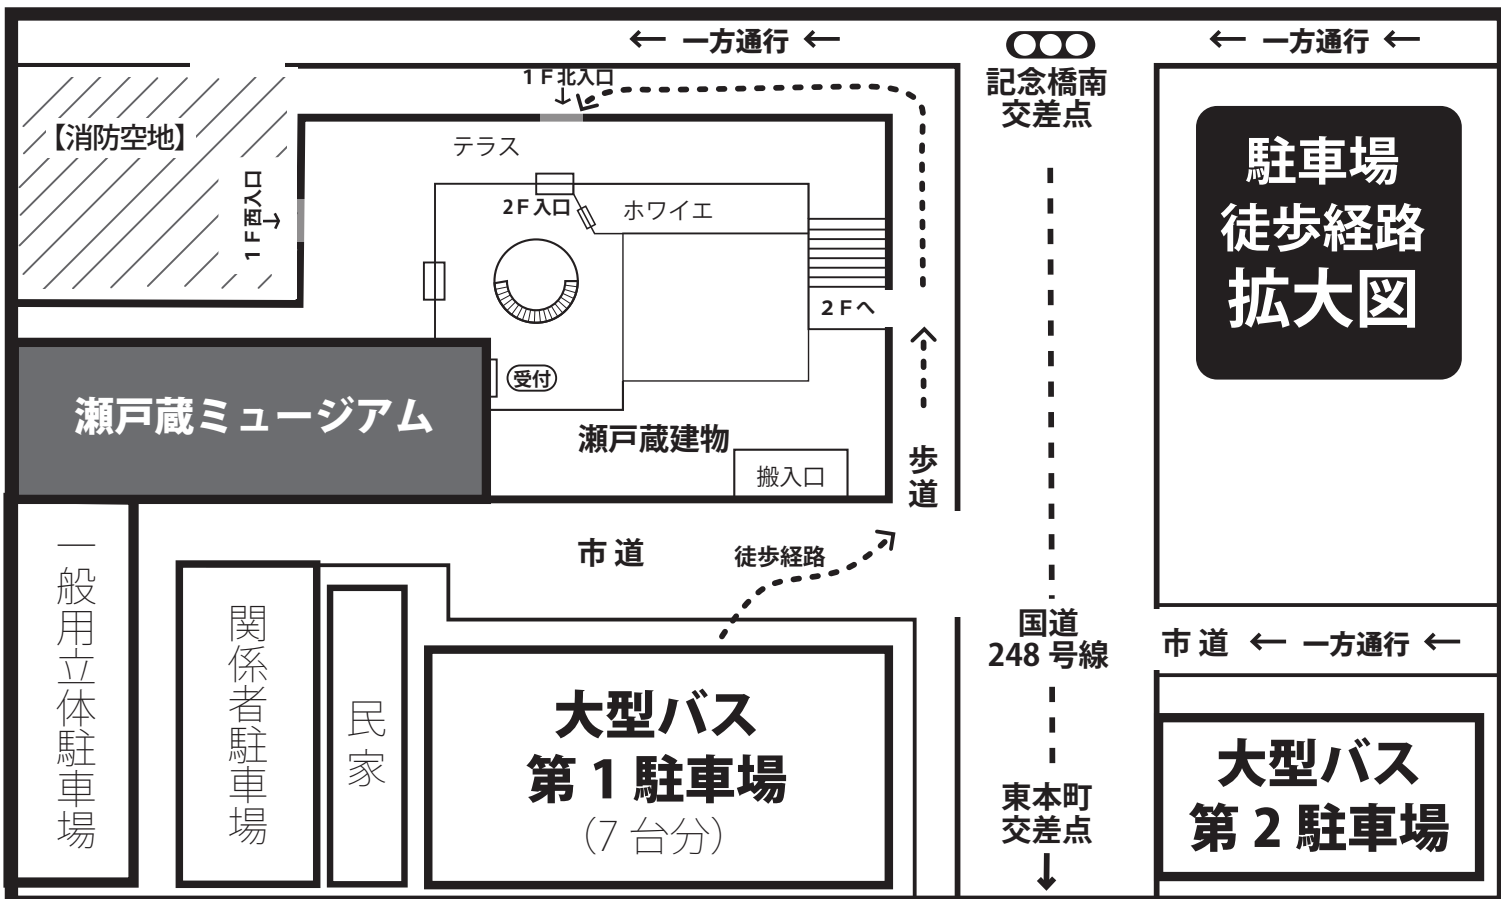 ← 一方通行 ←
← 一方通行 ←
記念橋南
交差点
駐車場
徒歩経路
拡大図
1F北入口
↓
【消防空地】
テラス
1F西入口
↓
2F入口
ホワイエ
2Fへ
受付
瀬戸蔵ミュージアム
瀬戸蔵建物
搬入口
歩道
市道
徒歩経路
国道
248号線
市道 ← 一方通行 ←
一般用立体駐車場
関係者駐車場
民家
大型バス
第1駐車場
(7台分)
東本町
交差点
大型バス
第2駐車場